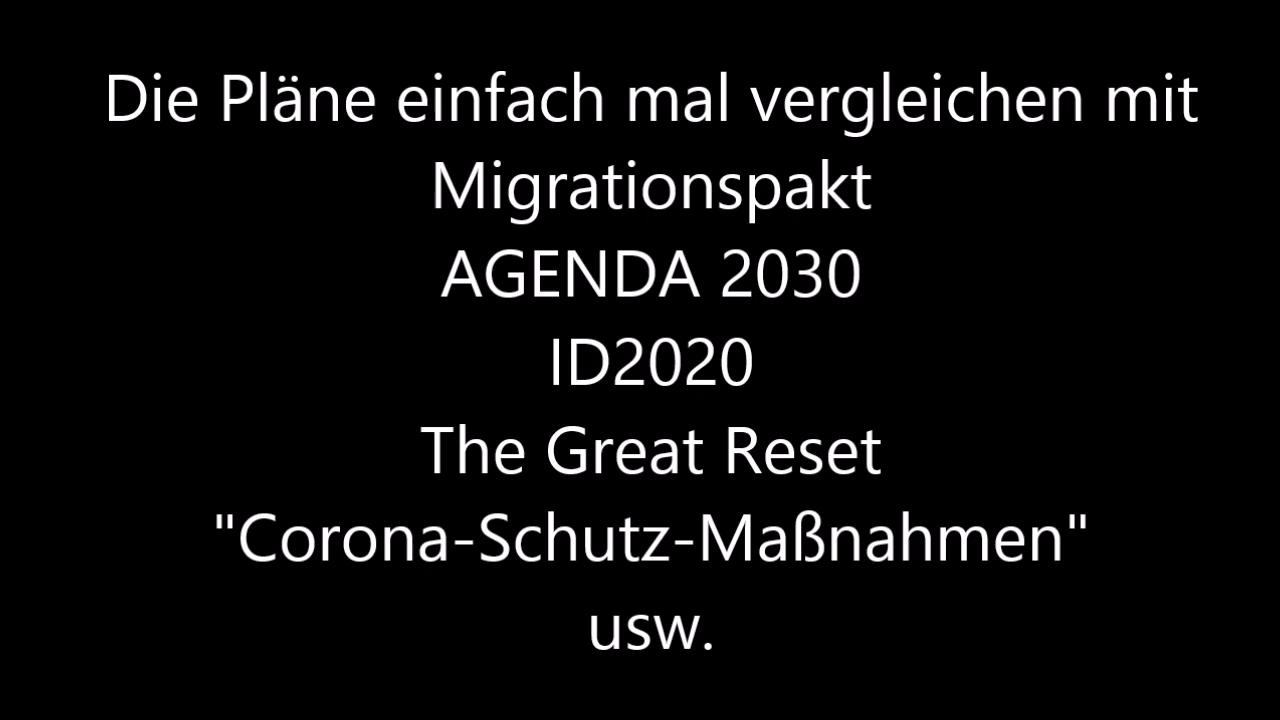 Die Pläne einfach mal vergleichen mit
Migrationspakt
AGENDA 2030
ID2020
The Great Reset
"Corona-Schutz-Maßnahmen"
usw.